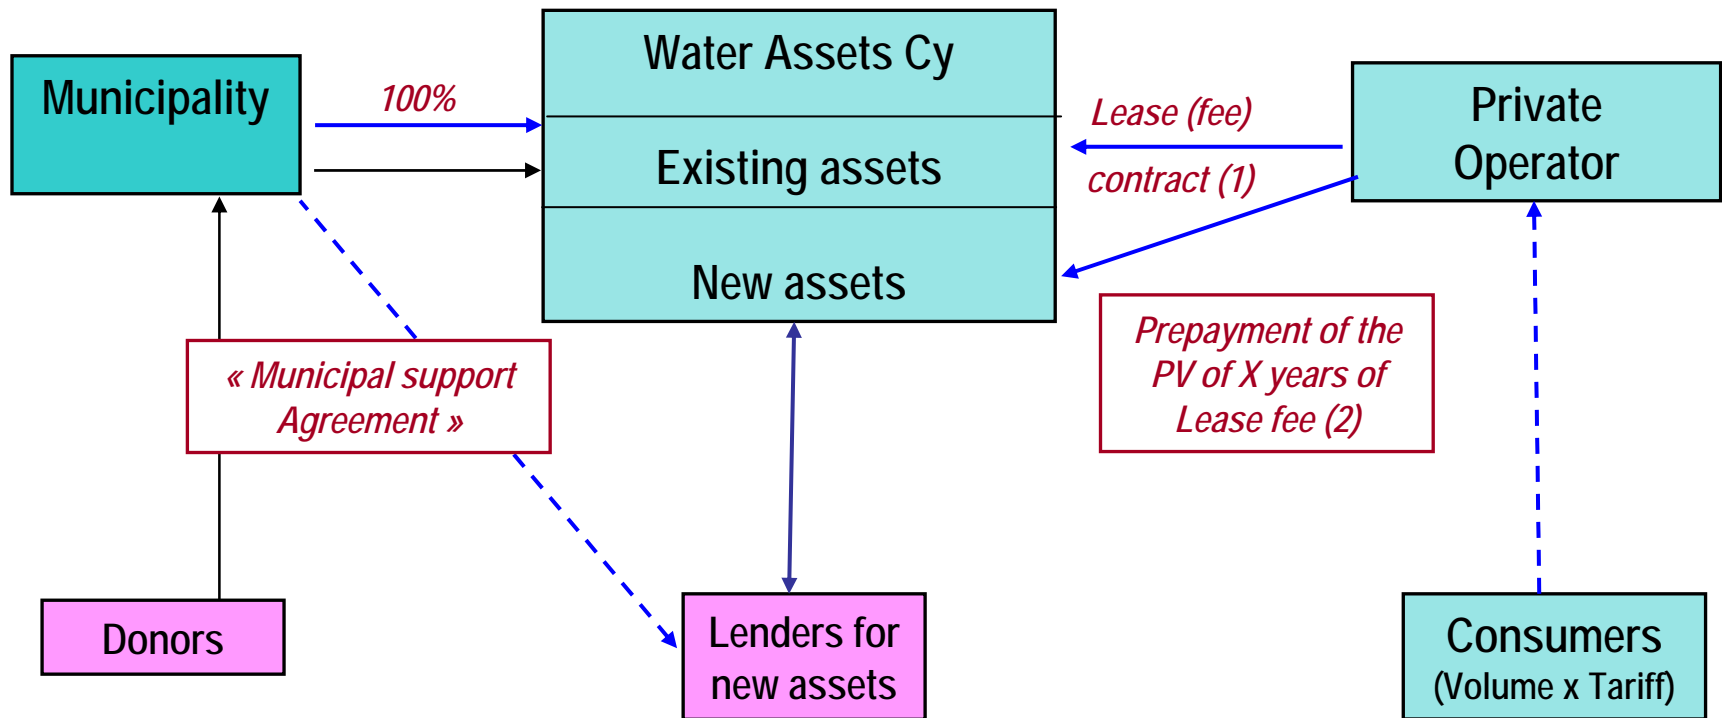 Municipality
100%
Water Assets Cy
Existing assets
New assets
Lease (fee)
contract (1)
Private
Operator
« Municipal support
Agreement »
Prepayment of the
PV of X years of
Lease fee (2)
Donors
Lenders for
new assets
Consumers
(Volume x Tariff)